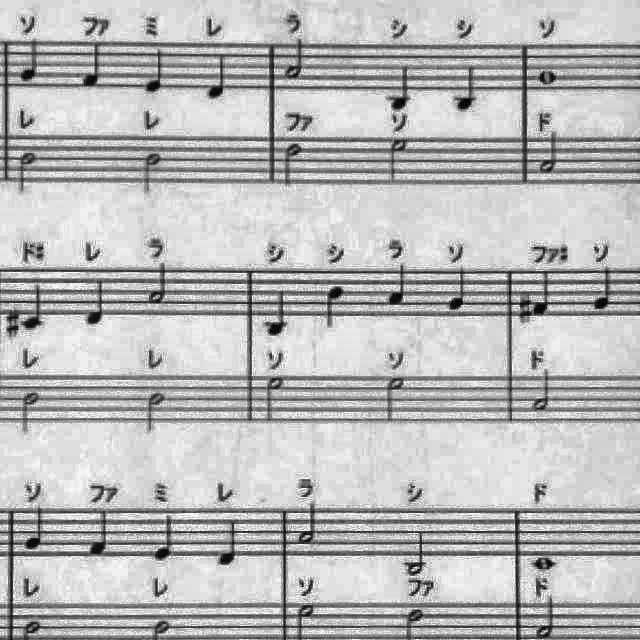 ソ ファ ミ レ ラ シ シ ソ
レ レ ファ ソ ド
ド♯ レ ラ シ シ ラ ソ ファ♯ ソ
レ レ ソ ソ ド
ソ ファ ミ レ ラ シ ド
レ レ ソ ファ ド